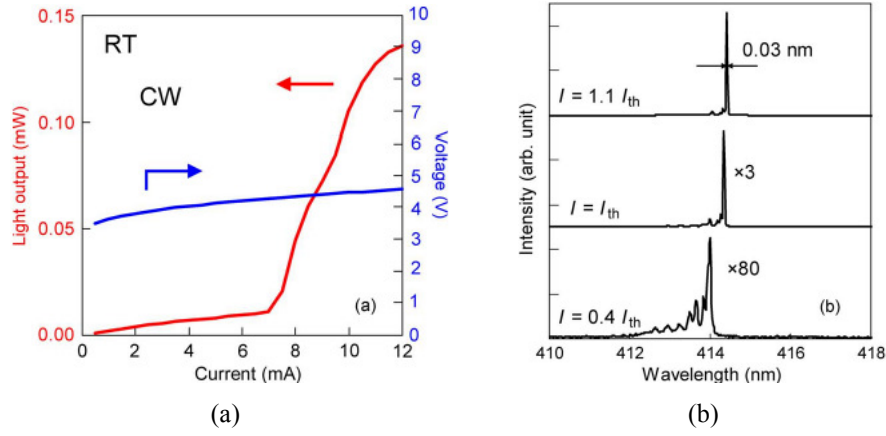 0.15
0.10
0.05
0.00
Light output (mW)
RT
CW
(a)
10
9
8
7
6
5
4
3
2
1
0
Voltage (V)
0 2 4 6 8 10 12
Current (mA)
(a)
Intensity (arb. unit)
0.03 nm
I = 1.1 Ith
×3
I = Ith
×80
I = 0.4 Ith
(b)
410 412 414 416 418
Wavelength (nm)
(b)